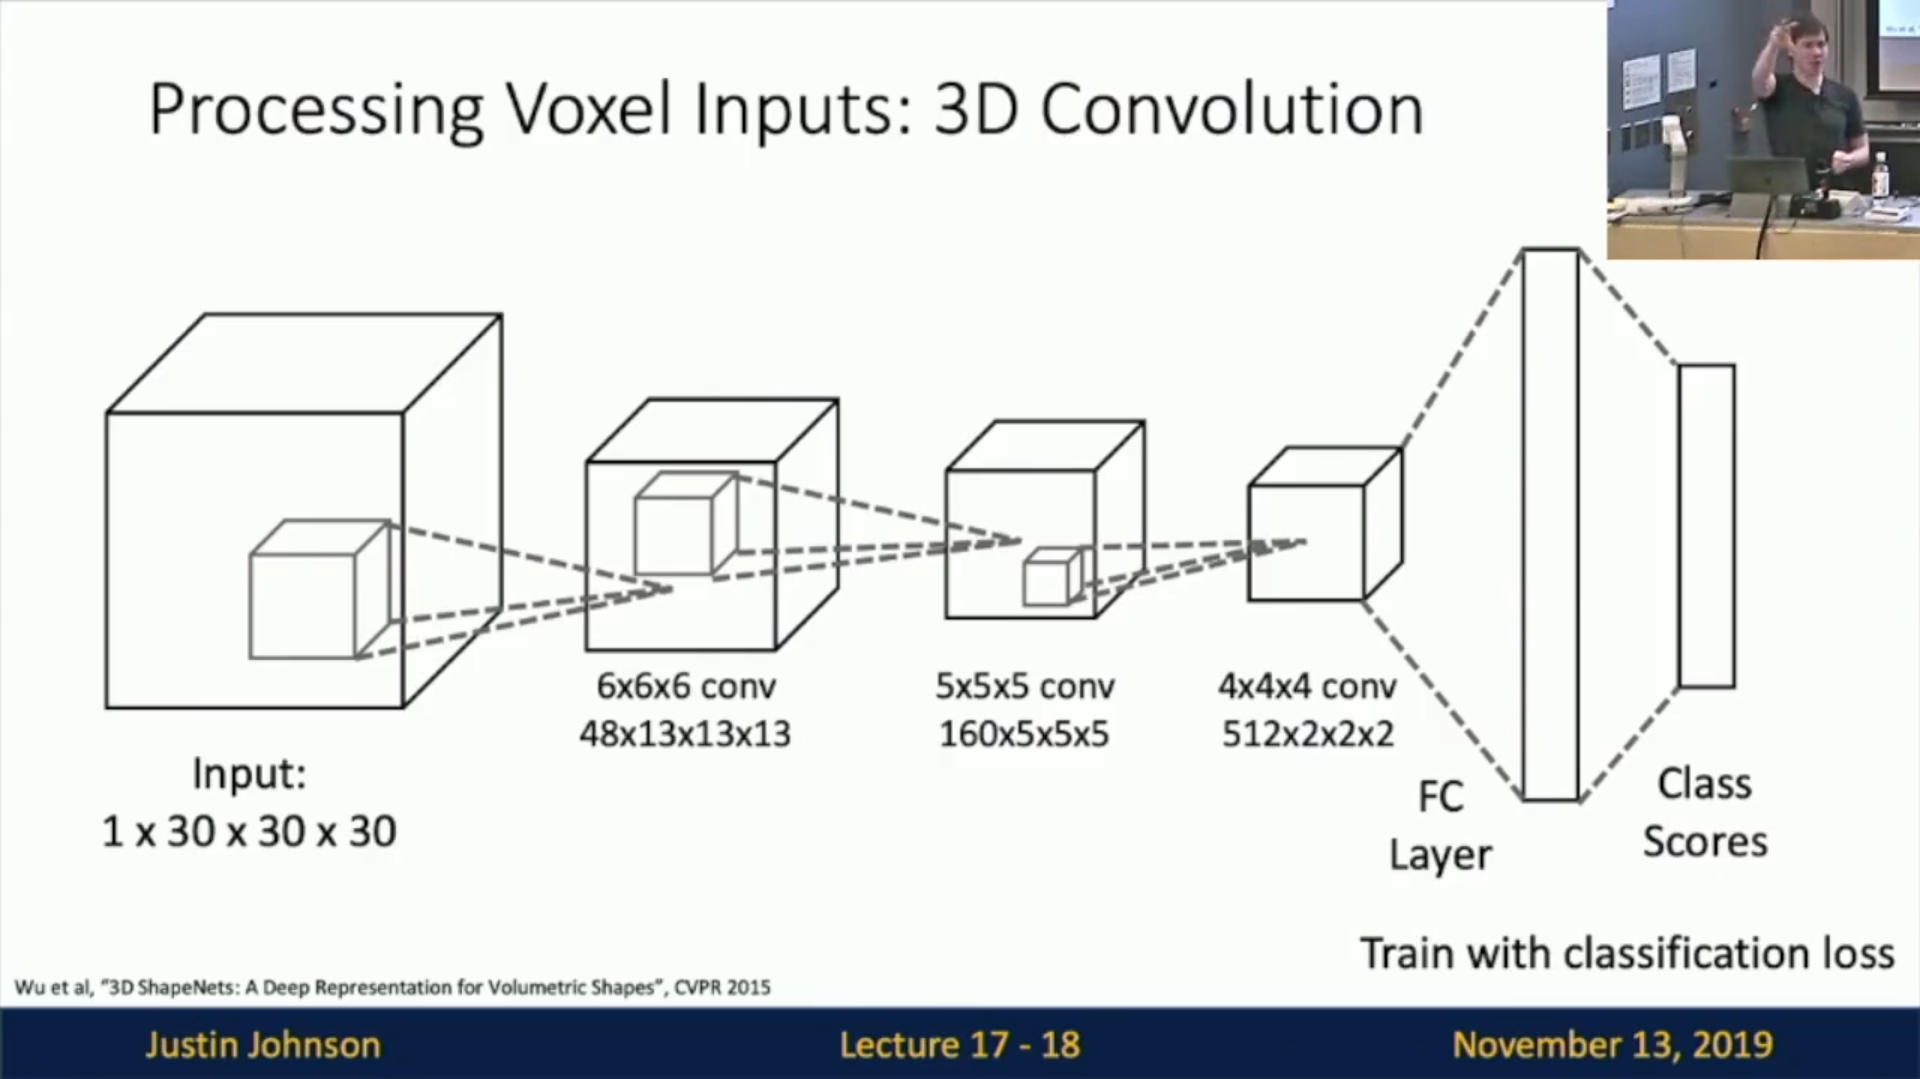 Processing Voxel Inputs: 3D Convolution
6x6x6 conv
48x13x13x13
5x5x5 conv
160x5x5x5
4x4x4 conv
512x2x2x2
Input:
1 x 30 x 30 x 30
FC
Layer
Class
Scores
Train with classification loss
Wu et al, "3D ShapeNets: A Deep Representation for Volumetric Shapes", CVPR 2015
Justin Johnson
Lecture 17 - 18
November 13, 2019